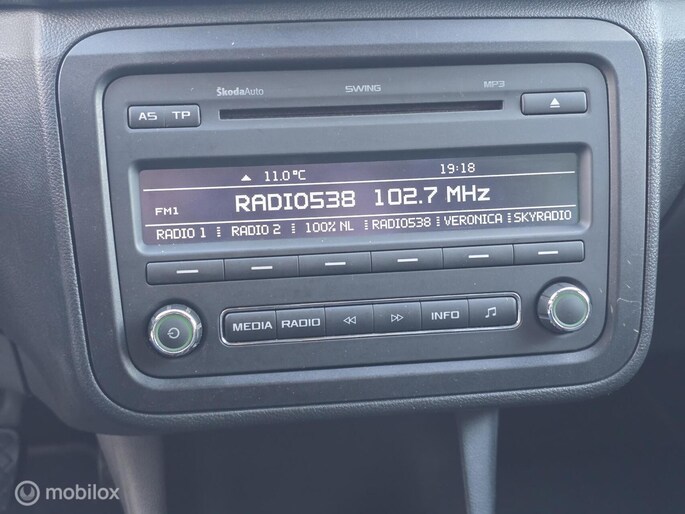 ŠkodaAuto SWING MP3
AS TP
11.0°C 19:18
FM1 RADIO538 102.7 MHz
RADIO 1 RADIO 2 100% NL RADIO538 VERONICA SKYRADIO
MEDIA RADIO INFO
mobilox